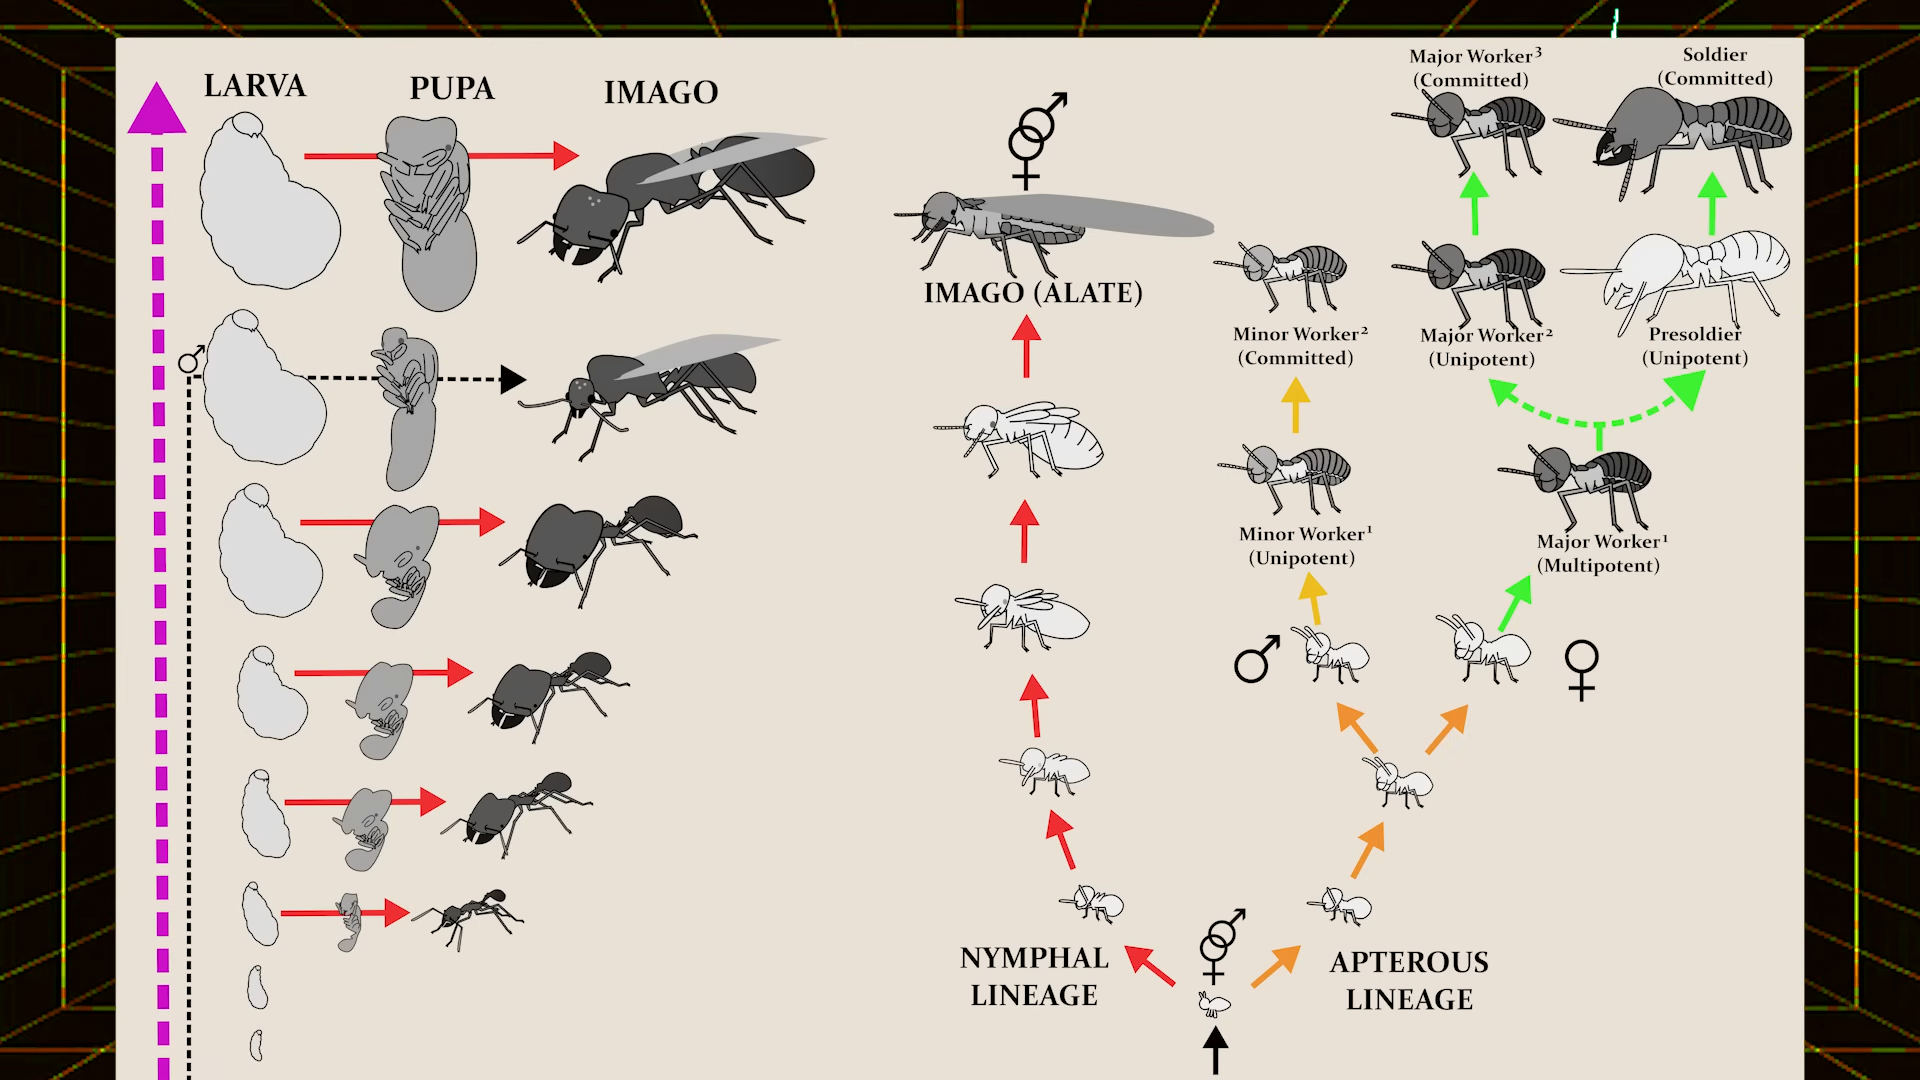 LARVA
PUPA
IMAGO
IMAGO (ALATE)
Major Worker³
(Committed)
Soldier
(Committed)
Minor Worker²
(Committed)
Major Worker²
(Unipotent)
Presoldier
(Unipotent)
Minor Worker¹
(Unipotent)
Major Worker¹
(Multipotent)
NYMPHAL
LINEAGE
APTEROUS
LINEAGE